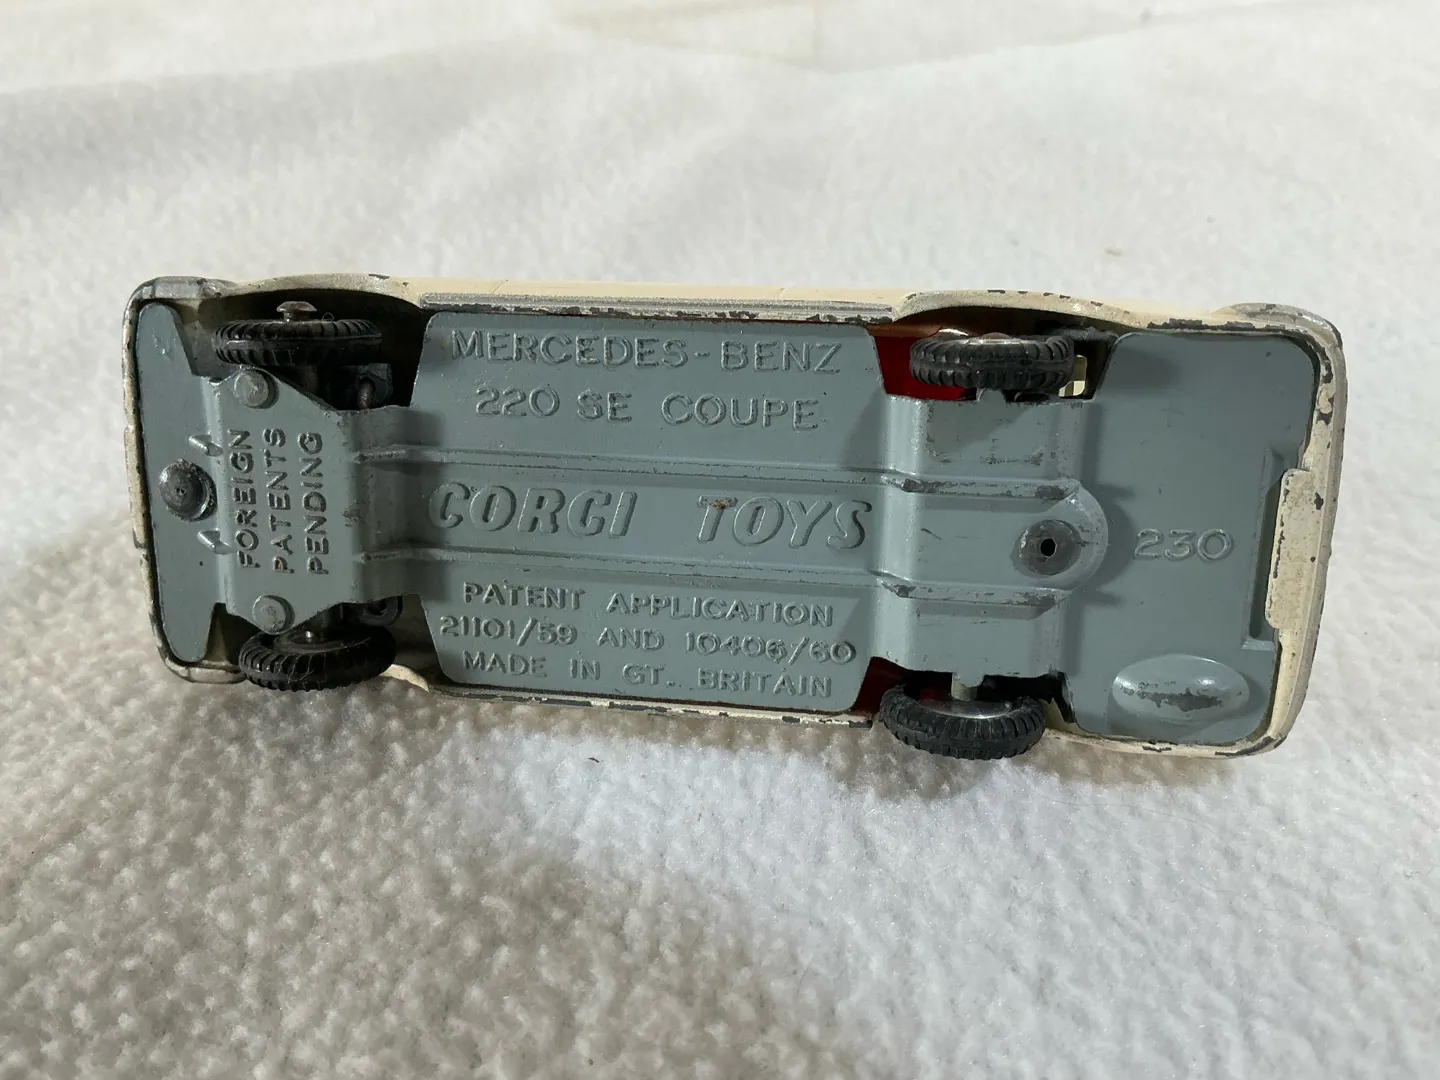 MERCEDES-BENZ
220 SE COUPE
CORGI TOYS
PATENT APPLICATION
21101/59 AND 10406/60
MADE IN GT. BRITAIN
FOREIGN
PATENTS
PENDING
230